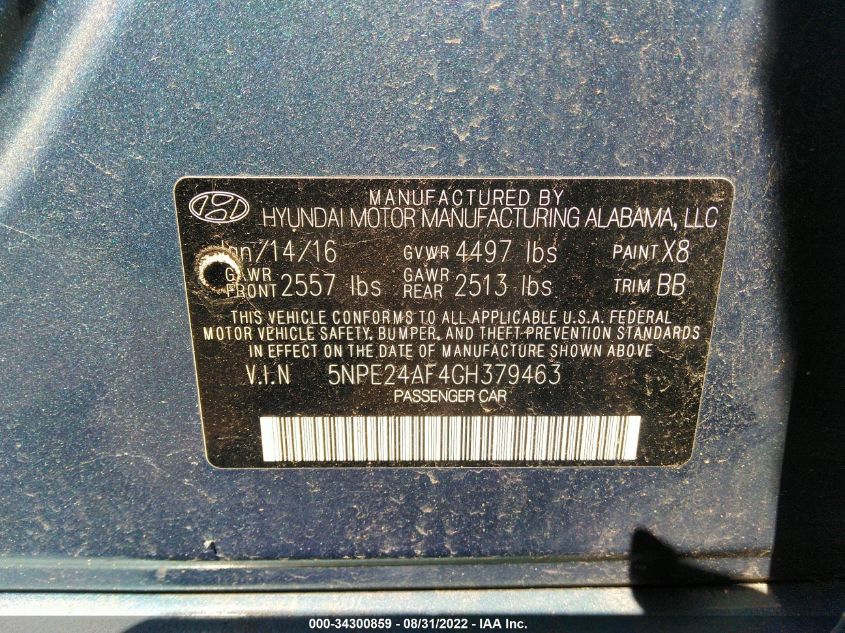 MANUFACTURED BY
HYUNDAI MOTOR MANUFACTURING ALABAMA, LLC
/14/16 GVWR 4497 lbs PAINT X8
GAWR FRONT 2557 lbs GAWR REAR 2513 lbs TRIM BB
THIS VEHICLE CONFORMS TO ALL APPLICABLE U.S.A. FEDERAL
MOTOR VEHICLE SAFETY, BUMPER, AND THEFT PREVENTION STANDARDS
IN EFFECT ON THE DATE OF MANUFACTURE SHOWN ABOVE
V.I.N 5NPE24AF4GH379463
PASSENGER CAR
000-34300859 - 08/31/2022 - IAA Inc.